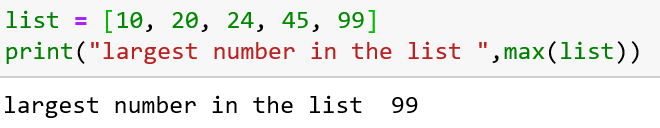 list = [10, 20, 24, 45, 99]
print("largest number in the list ",max(list))
largest number in the list  99